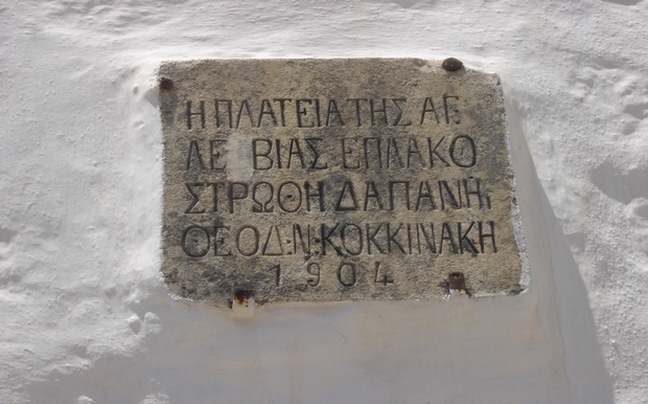 Η ΠΛΑΤΕΙΑ ΤΗΣ ΑΓ:
ΛΕ ΒΙΑΣ ΕΠΛΑΚΟ
ΣΤΡΩΘΗ ΔΑΠΑΝΗ,
ΘΕΟΔ:Ν:ΚΟΚΚΙΝΑΚΗ
1904